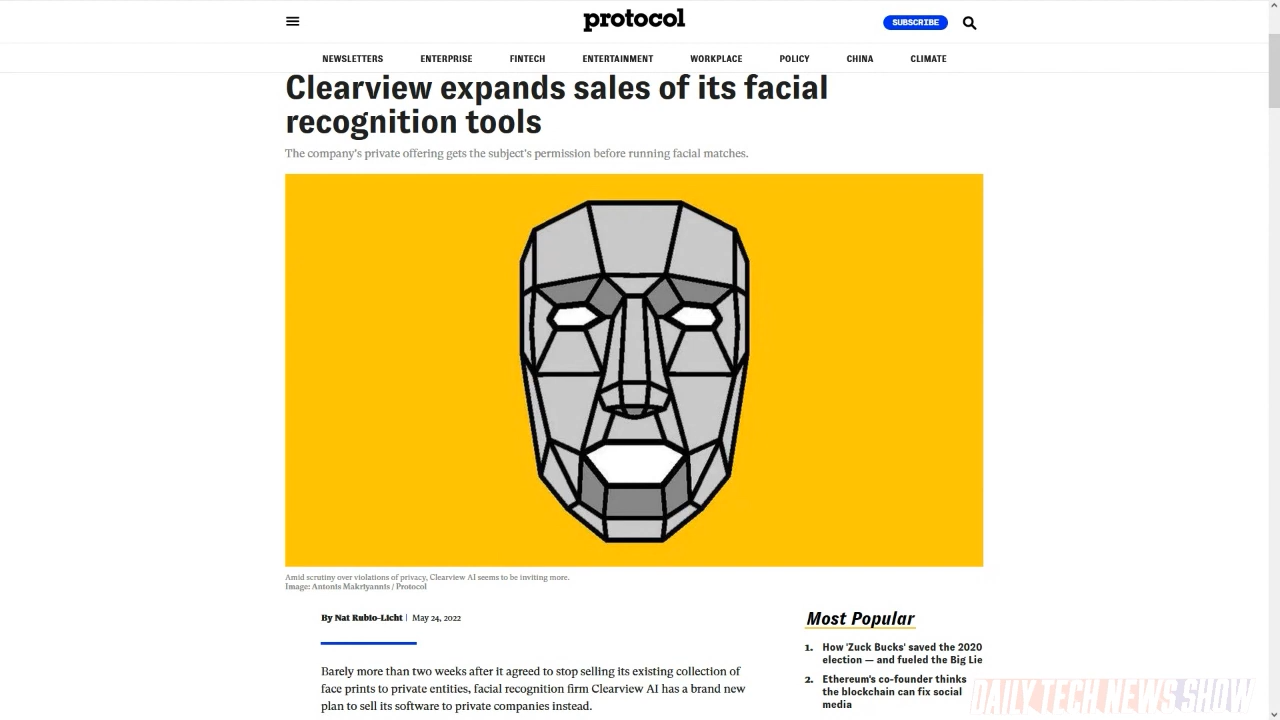 protocol
SUBSCRIBE
NEWSLETTERS ENTERPRISE FINTECH ENTERTAINMENT WORKPLACE POLICY CHINA CLIMATE
Clearview expands sales of its facial
recognition tools
The company's private offering gets the subject's permission before running facial matches.
Amid scrutiny over violations of privacy, Clearview AI seems to be inviting more.
Image: Antonis Makriyannis / Protocol
By Nat Rubio-Licht | May 24, 2022
Barely more than two weeks after it agreed to stop selling its existing collection of
face prints to private entities, facial recognition firm Clearview AI has a brand new
plan to sell its software to private companies instead.
Most Popular
1. How 'Zuck Bucks' saved the 2020
election — and fueled the Big Lie
2. Ethereum's co-founder thinks
the blockchain can fix social
media
DAILY TECH NEWS SHOW